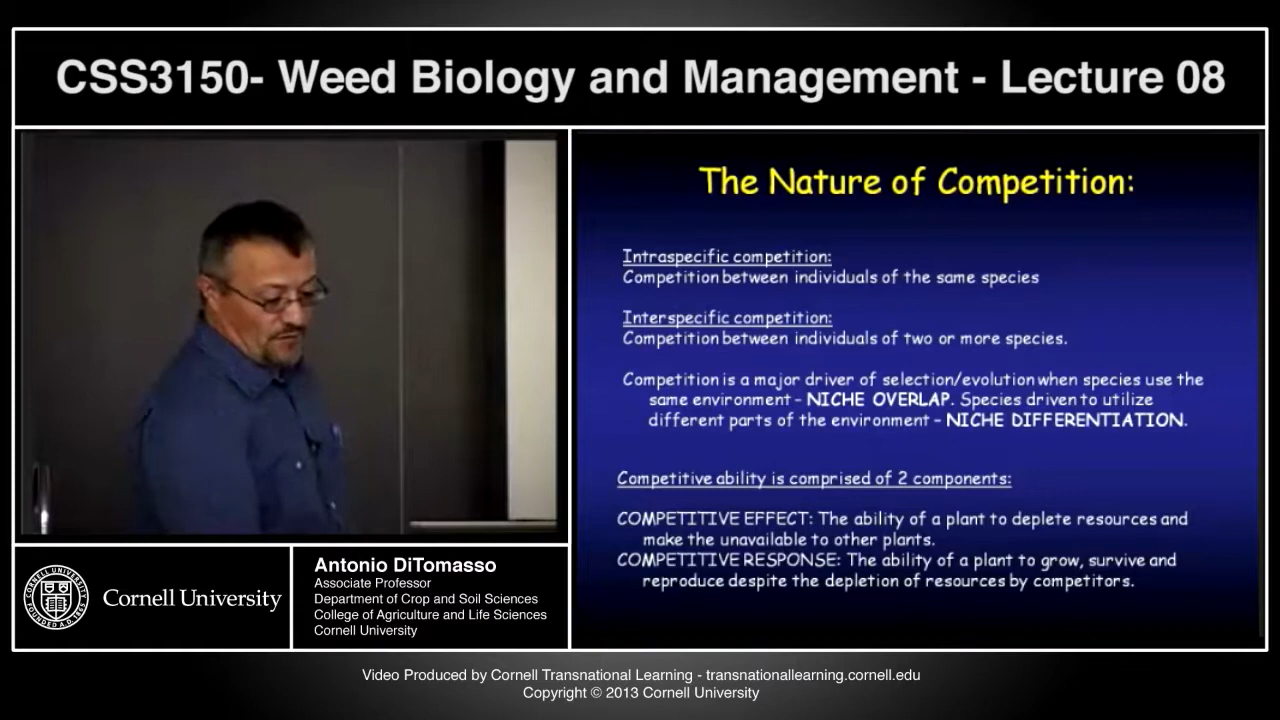 CSS3150- Weed Biology and Management - Lecture 08
The Nature of Competition:
Intraspecific competition:
Competition between individuals of the same species
Interspecific competition:
Competition between individuals of two or more species.
Competition is a major driver of selection/evolution when species use the
same environment – NICHE OVERLAP. Species driven to utilize
different parts of the environment – NICHE DIFFERENTIATION.
Competitive ability is comprised of 2 components:
COMPETITIVE EFFECT: The ability of a plant to deplete resources and
make the unavailable to other plants.
COMPETITIVE RESPONSE: The ability of a plant to grow, survive and
reproduce despite the depletion of resources by competitors.
Cornell University
Antonio DiTomasso
Associate Professor
Department of Crop and Soil Sciences
College of Agriculture and Life Sciences
Cornell University
Video Produced by Cornell Transnational Learning - transnationallearning.cornell.edu
Copyright © 2013 Cornell University